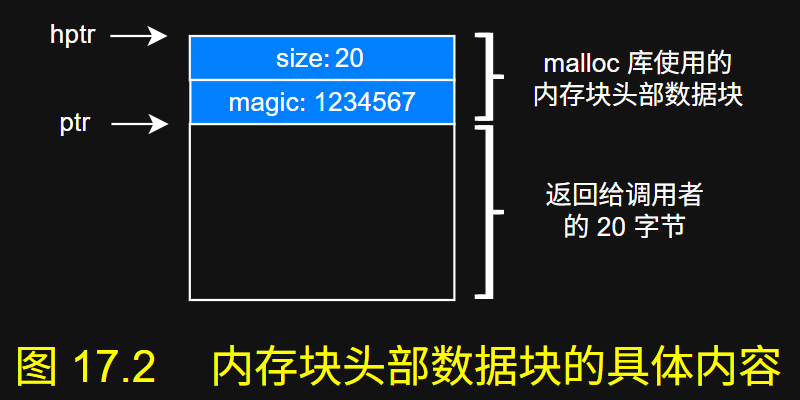 hptr
size: 20
malloc 库使用的
内存块头部数据块
magic: 1234567
ptr
返回给调用者
的 20 字节
图 17.2 内存块头部数据块的具体内容